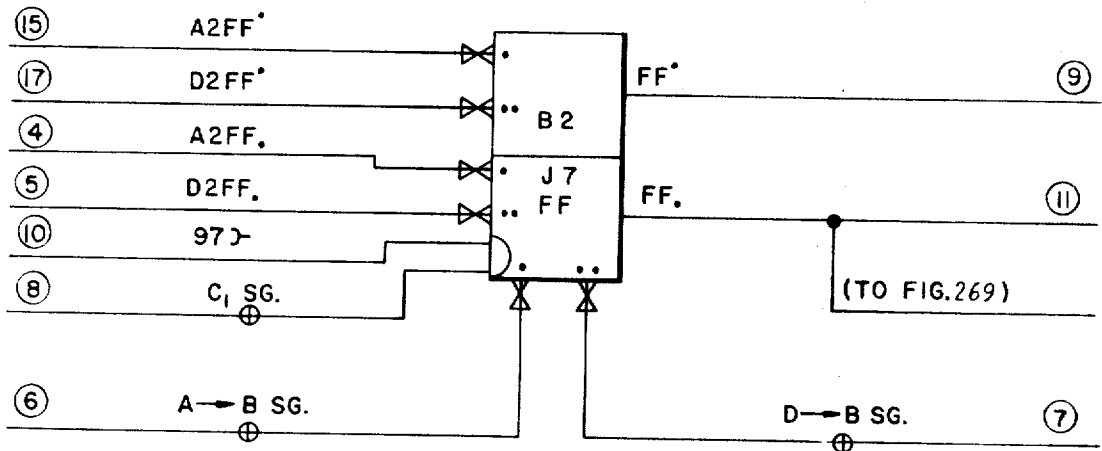 15 A2FF•
17 D2FF•
4 A2FF.
5 D2FF.
10 97
8 C₁ SG.
6 A → B SG.
B2
J7
FF
FF• 9
FF. 11
(TO FIG.269)
D → B SG. 7